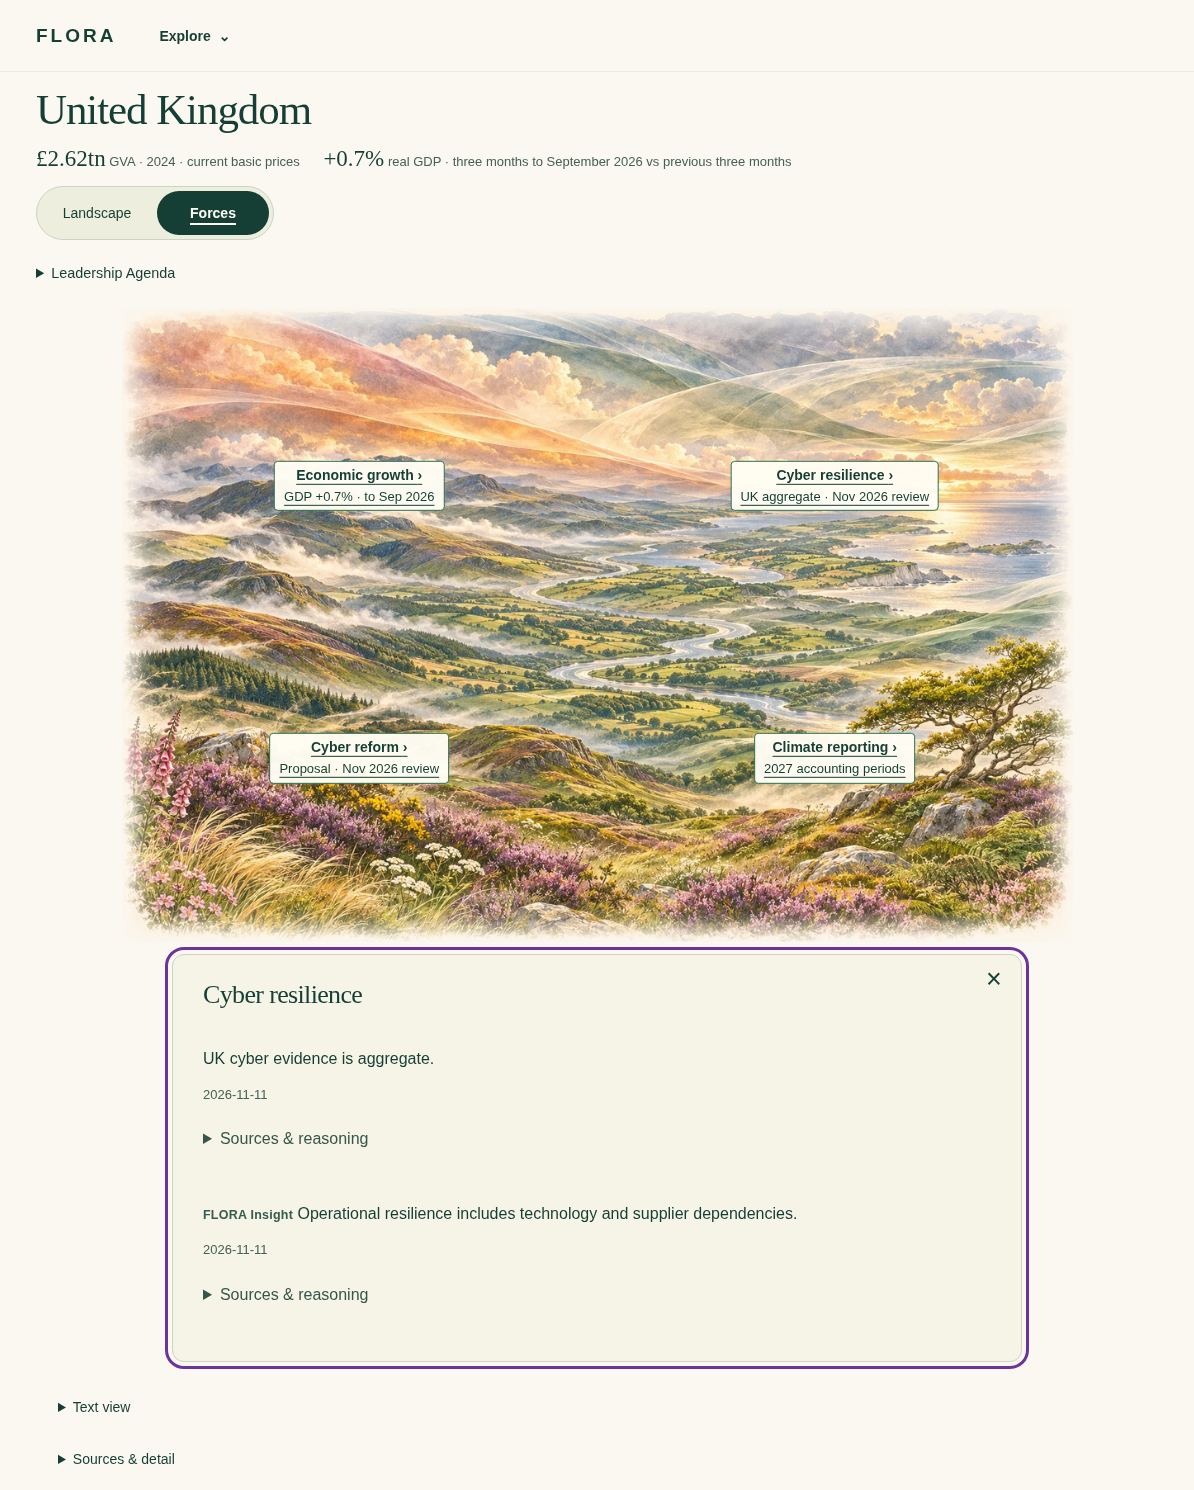 FLORA Explore ⌄
United Kingdom
£2.62tn GVA · 2024 · current basic prices +0.7% real GDP · three months to September 2026 vs previous three months
Landscape Forces
▶ Leadership Agenda
Economic growth ›
GDP +0.7% · to Sep 2026
Cyber resilience ›
UK aggregate · Nov 2026 review
Cyber reform ›
Proposal · Nov 2026 review
Climate reporting ›
2027 accounting periods
Cyber resilience ×
UK cyber evidence is aggregate.
2026-11-11
▶ Sources & reasoning
FLORA Insight Operational resilience includes technology and supplier dependencies.
2026-11-11
▶ Sources & reasoning
▶ Text view
▶ Sources & detail